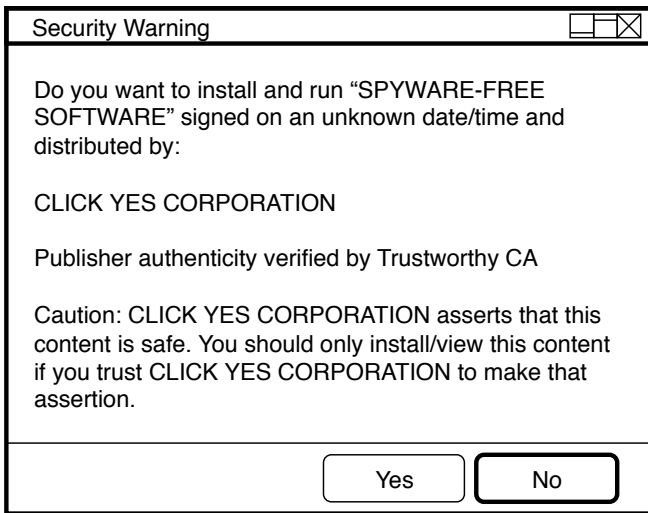 Security Warning
Do you want to install and run “SPYWARE-FREE
SOFTWARE” signed on an unknown date/time and
distributed by:
CLICK YES CORPORATION
Publisher authenticity verified by Trustworthy CA
Caution: CLICK YES CORPORATION asserts that this
content is safe. You should only install/view this content
if you trust CLICK YES CORPORATION to make that
assertion.
Yes
No